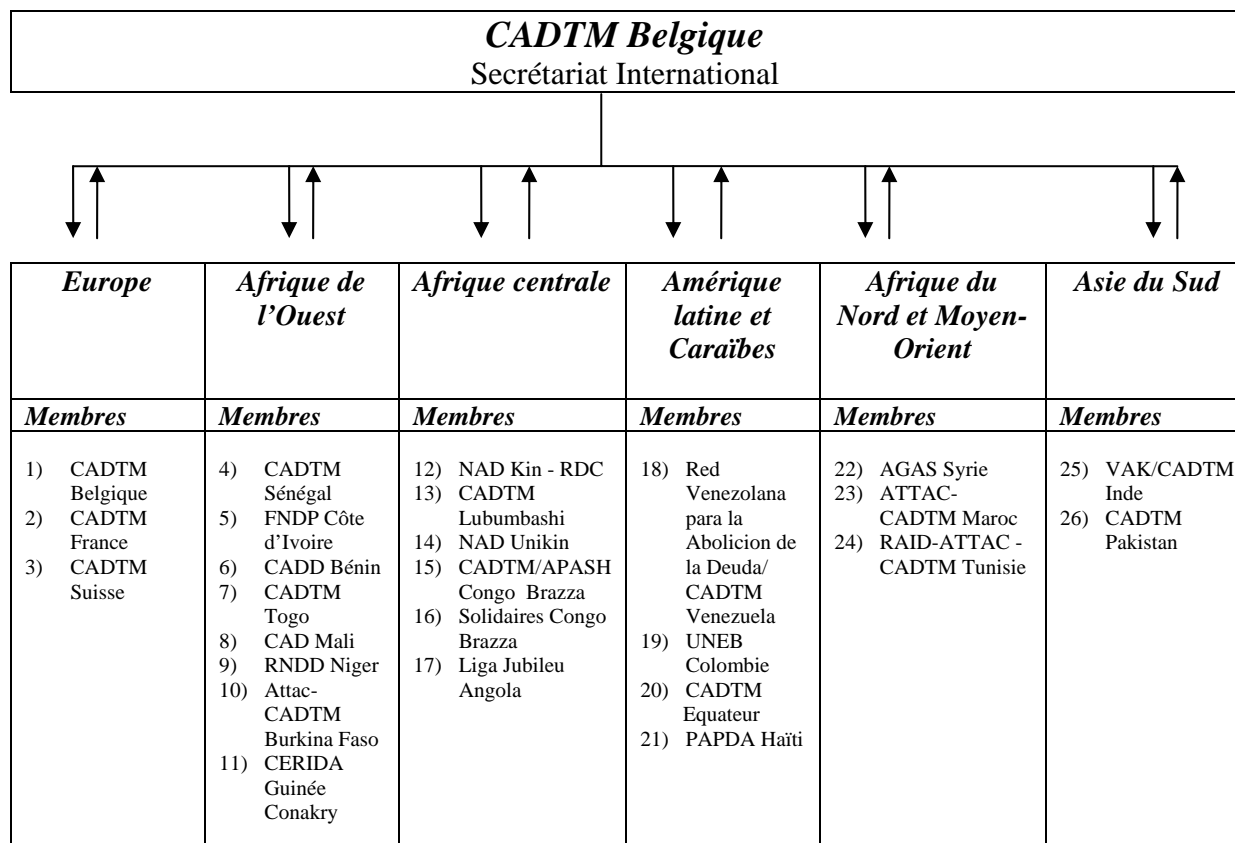 CADTM Belgique
Secrétariat International
Europe
Afrique de
l’Ouest
Afrique centrale
Amérique
latine et
Caraïbes
Afrique du
Nord et Moyen-
Orient
Asie du Sud
Membres
Membres
Membres
Membres
Membres
Membres
1) CADTM
Belgique
2) CADTM
France
3) CADTM
Suisse
4) CADTM
Sénégal
5) FNDP Côte
d’Ivoire
6) CADD Bénin
7) CADTM
Togo
8) CAD Mali
9) RNDD Niger
10) Attac-
CADTM
Burkina Faso
11) CERIDA
Guinée
Conakry
12) NAD Kin - RDC
13) CADTM
Lubumbashi
14) NAD Unikin
15) CADTM/APASH
Congo Brazza
16) Solidaires Congo
Brazza
17) Liga Jubileu
Angola
18) Red
Venezolana
para la
Abolicion de
la Deuda/
CADTM
Venezuela
19) UNEB
Colombie
20) CADTM
Equateur
21) PAPDA Haïti
22) AGAS Syrie
23) ATTAC-
CADTM Maroc
24) RAID-ATTAC -
CADTM Tunisie
25) VAK/CADTM
Inde
26) CADTM
Pakistan